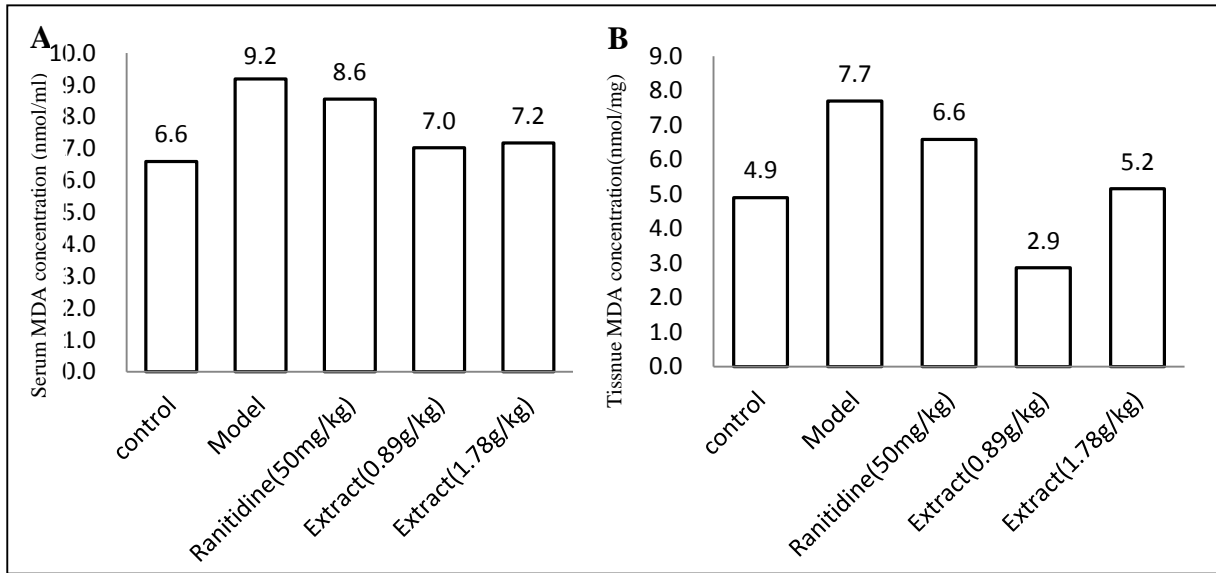 A
Serum MDA concentration (nmol/ml)
10.0
9.0
8.0
7.0
6.0
5.0
4.0
3.0
2.0
1.0
0.0
6.6
9.2
8.6
7.0
7.2
control
Model
Ranitidine(50mg/kg)
Extract(0.89g/kg)
Extract(1.78g/kg)
B
Tissnue MDA concentration(nmol/mg)
9.0
8.0
7.0
6.0
5.0
4.0
3.0
2.0
1.0
0.0
4.9
7.7
6.6
2.9
5.2
control
Model
Ranitidine(50mg/kg)
Extract(0.89g/kg)
Extract(1.78g/kg)